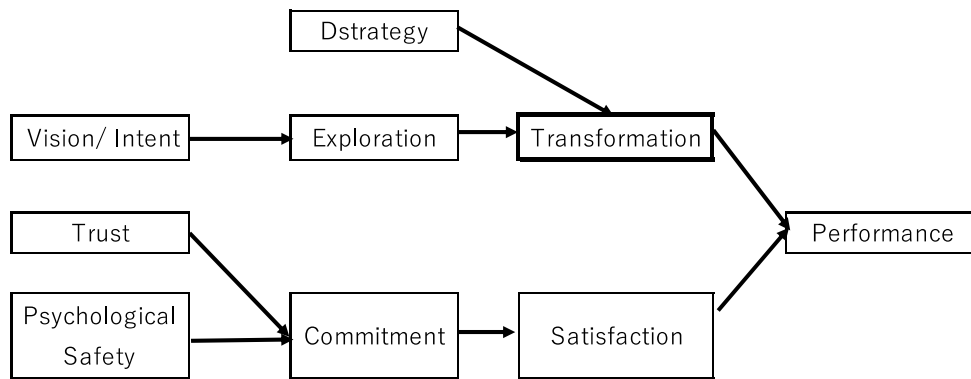 Dstrategy
Vision/ Intent
Exploration
Transformation
Trust
Performance
Psychological
Safety
Commitment
Satisfaction